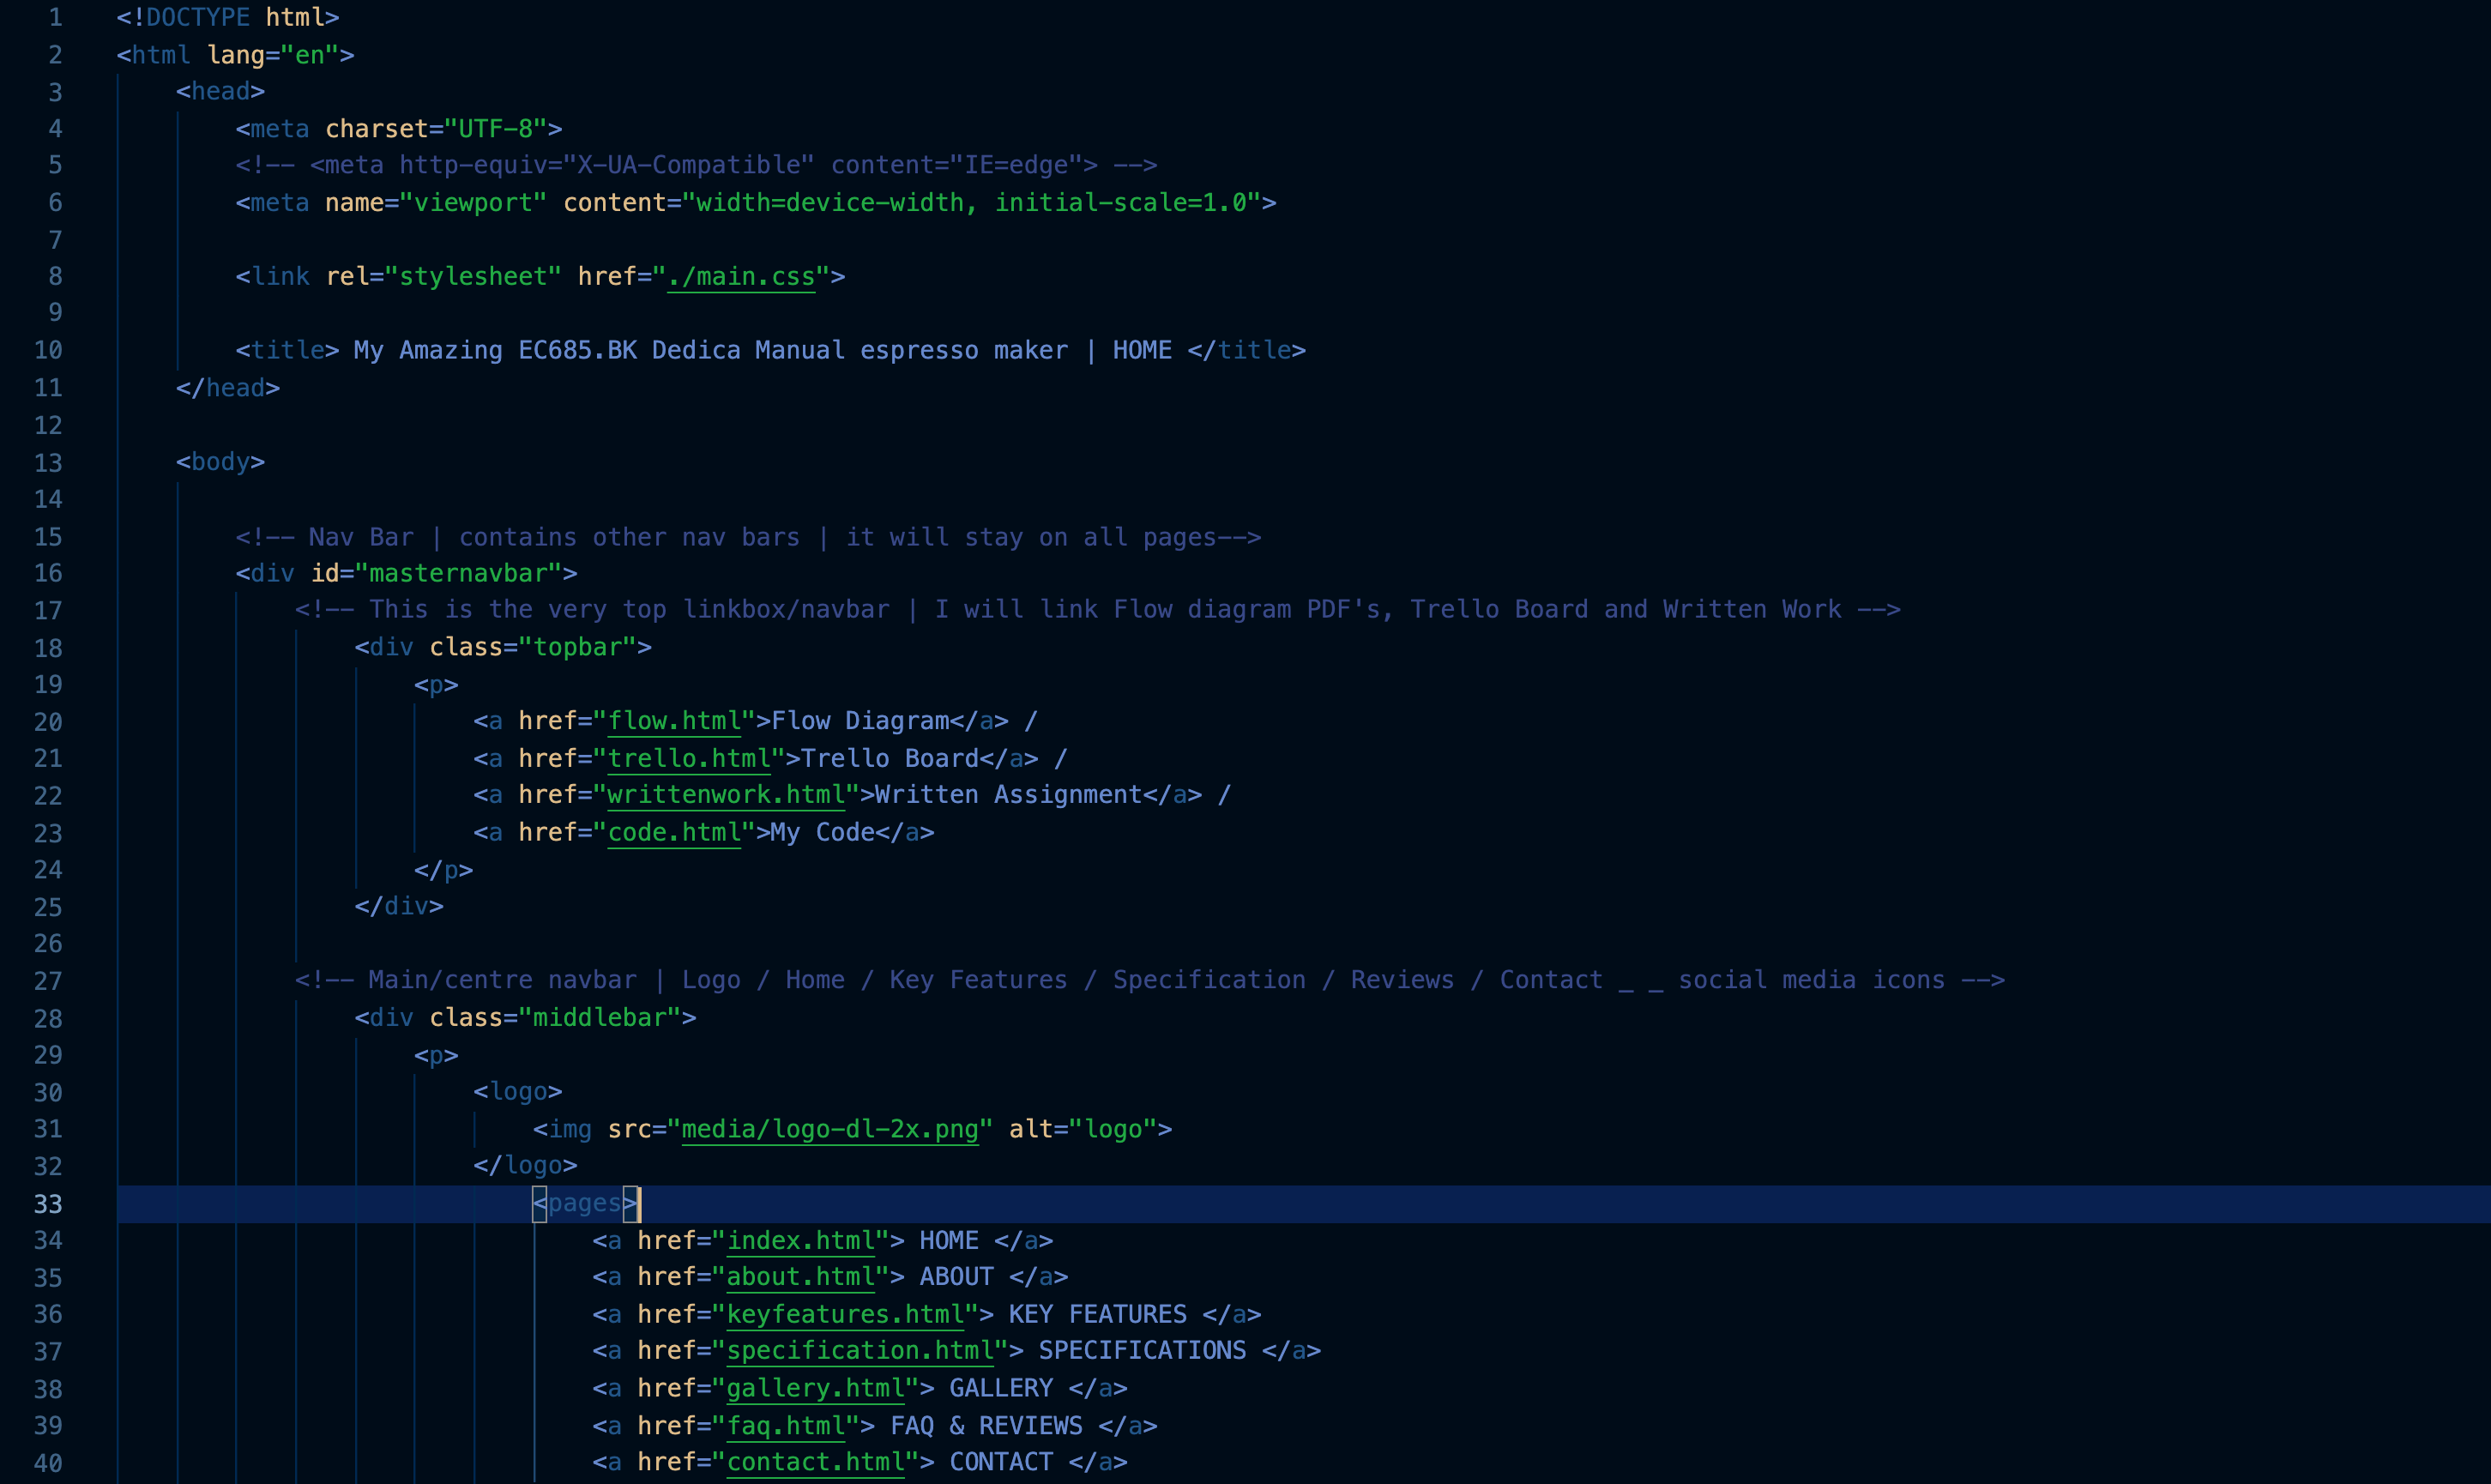 1 <!DOCTYPE html>
2 <html lang="en">
3 <head>
4 <meta charset="UTF-8">
5 <!-- <meta http-equiv="X-UA-Compatible" content="IE=edge"> -->
6 <meta name="viewport" content="width=device-width, initial-scale=1.0">
7
8 <link rel="stylesheet" href="./main.css">
9
10 <title> My Amazing EC685.BK Dedica Manual espresso maker | HOME </title>
11 </head>
12
13 <body>
14
15 <!-- Nav Bar | contains other nav bars | it will stay on all pages-->
16 <div id="masternavbar">
17 <!-- This is the very top linkbox/navbar | I will link Flow diagram PDF's, Trello Board and Written Work -->
18 <div class="topbar">
19 <p>
20 <a href="flow.html">Flow Diagram</a> /
21 <a href="trello.html">Trello Board</a> /
22 <a href="writtenwork.html">Written Assignment</a> /
23 <a href="code.html">My Code</a>
24 </p>
25 </div>
26
27 <!-- Main/centre navbar | Logo / Home / Key Features / Specification / Reviews / Contact _ _ social media icons -->
28 <div class="middlebar">
29 <p>
30 <logo>
31 <img src="media/logo-dl-2x.png" alt="logo">
32 </logo>
33 <pages>
34 <a href="index.html"> HOME </a>
35 <a href="about.html"> ABOUT </a>
36 <a href="keyfeatures.html"> KEY FEATURES </a>
37 <a href="specification.html"> SPECIFICATIONS </a>
38 <a href="gallery.html"> GALLERY </a>
39 <a href="faq.html"> FAQ & REVIEWS </a>
40 <a href="contact.html"> CONTACT </a>